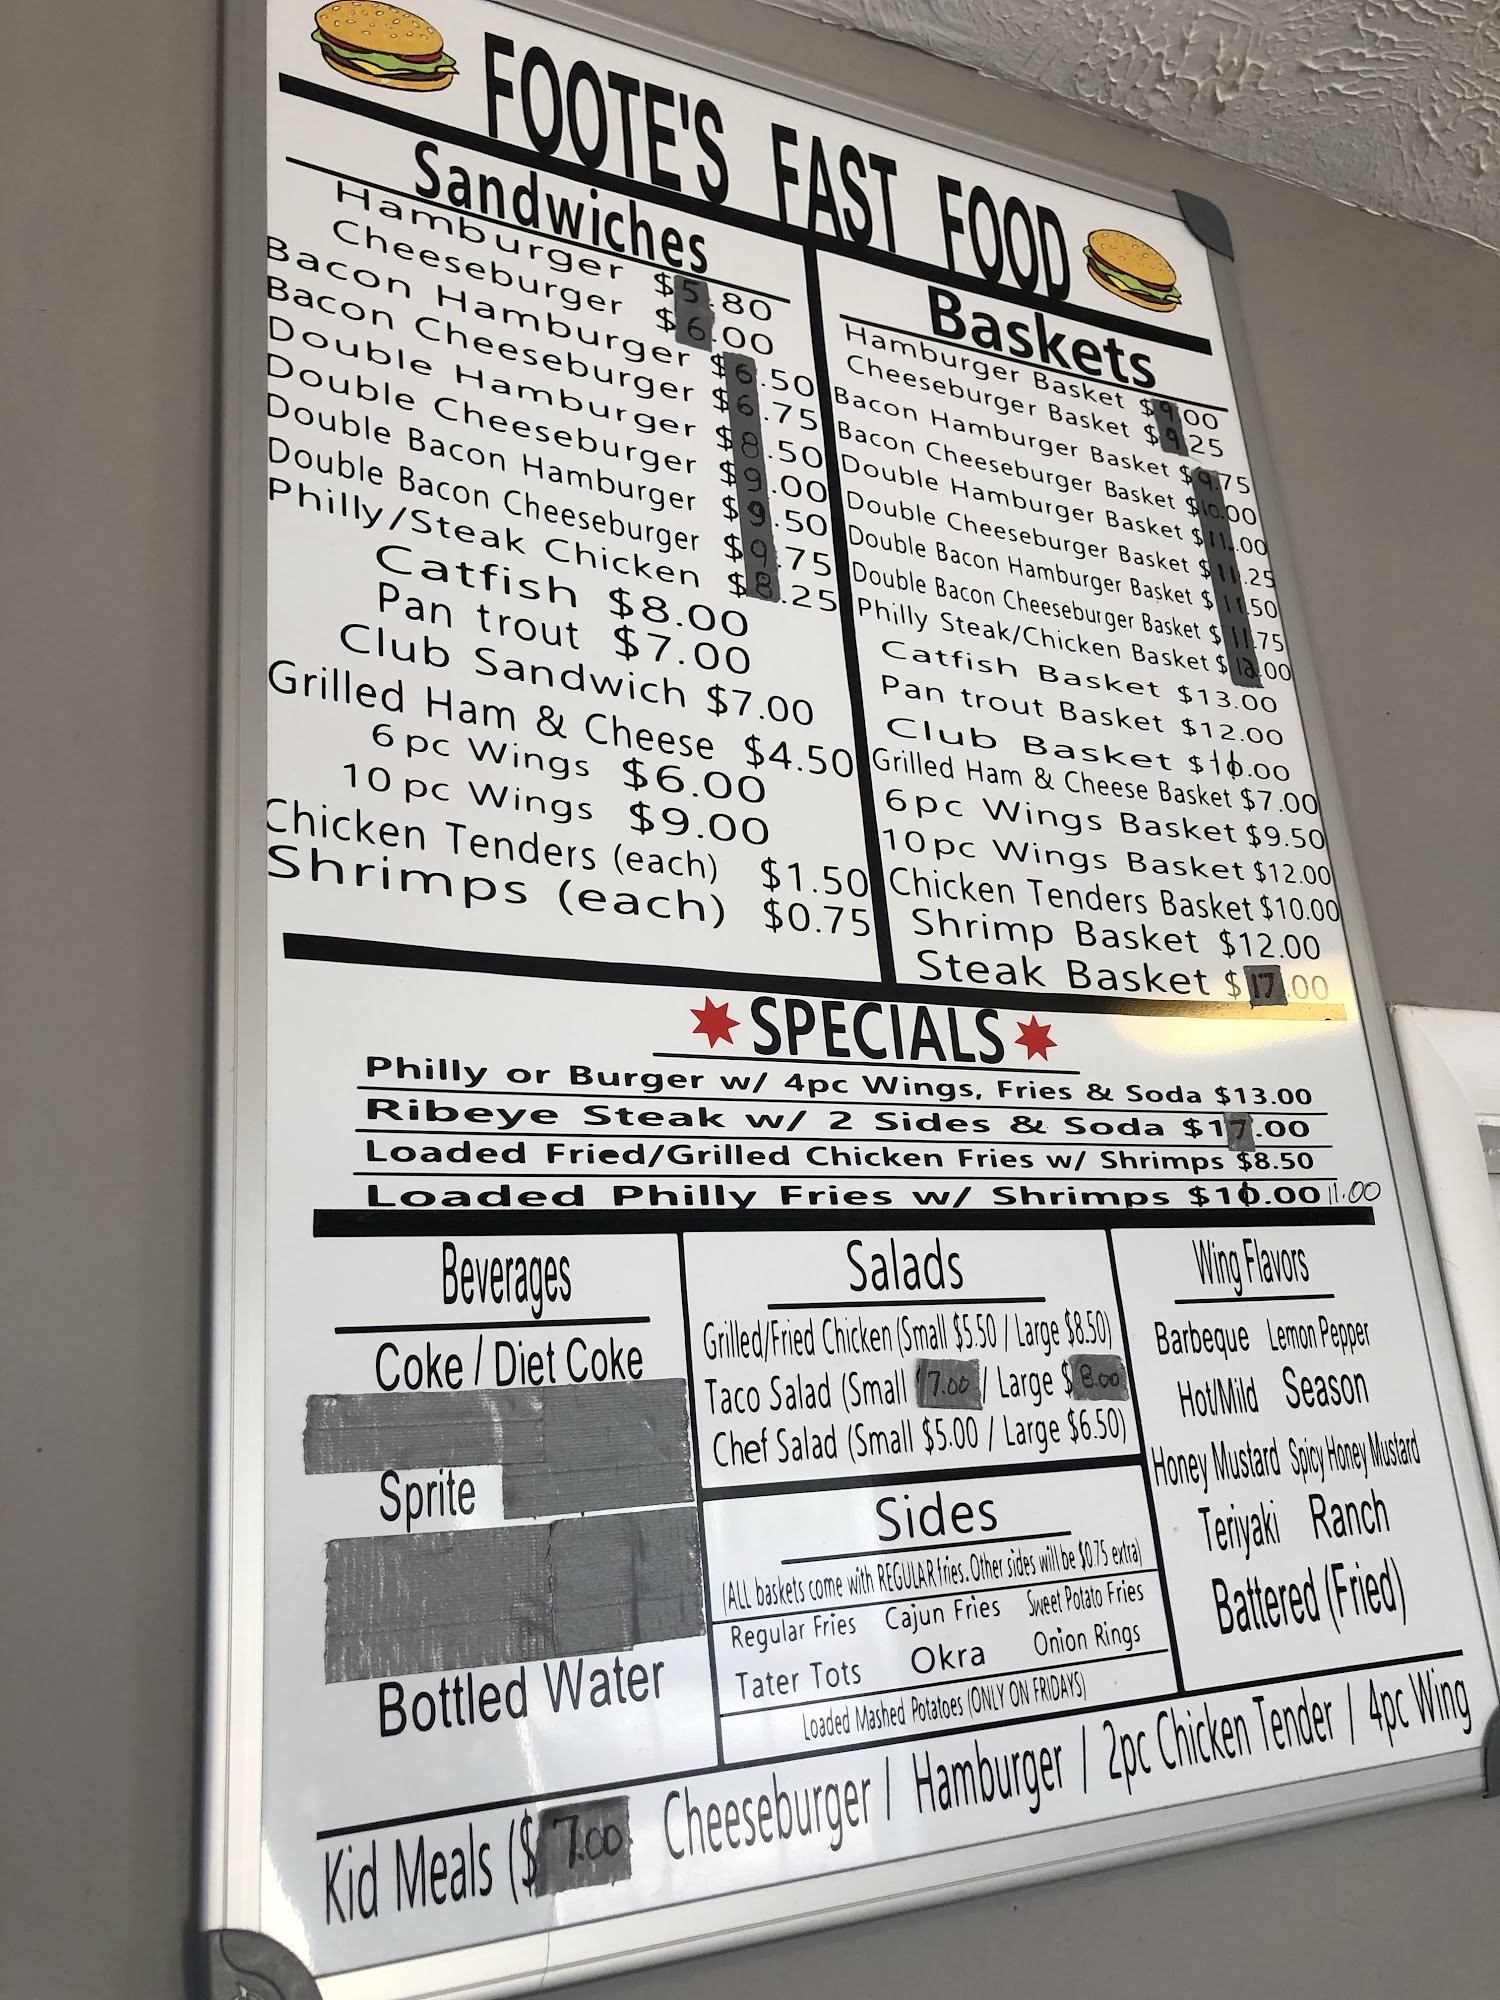 FOOTE'S FAST FOOD
Sandwiches
Hamburger $5.80
Cheeseburger $6.00
Bacon Hamburger $6.50
Bacon Cheeseburger $6.75
Double Hamburger $8.50
Double Cheeseburger $9.00
Double Bacon Hamburger $9.50
Double Bacon Cheeseburger $9.75
Philly/Steak Chicken $8.25
Catfish $8.00
Pan trout $7.00
Club Sandwich $7.00
Grilled Ham & Cheese $4.50
6 pc Wings $6.00
10 pc Wings $9.00
Chicken Tenders (each) $1.50
Shrimps (each) $0.75
Baskets
Hamburger Basket $9.00
Cheeseburger Basket $9.25
Bacon Hamburger Basket $9.75
Bacon Cheeseburger Basket $10.00
Double Hamburger Basket $11.00
Double Cheeseburger Basket $11.25
Double Bacon Hamburger Basket $11.50
Double Bacon Cheeseburger Basket $11.75
Philly Steak/Chicken Basket $12.00
Catfish Basket $13.00
Pan trout Basket $12.00
Club Basket $10.00
Grilled Ham & Cheese Basket $7.00
6pc Wings Basket $9.50
10pc Wings Basket $12.00
Chicken Tenders Basket $10.00
Shrimp Basket $12.00
Steak Basket $17.00
SPECIALS
Philly or Burger w/ 4pc Wings, Fries & Soda $13.00
Ribeye Steak w/ 2 Sides & Soda $17.00
Loaded Fried/Grilled Chicken Fries w/ Shrimps $8.50
Loaded Philly Fries w/ Shrimps $10.00 11.00
Beverages
Coke / Diet Coke
Sprite
Bottled Water
Salads
Grilled/Fried Chicken (Small $5.50 / Large $8.50)
Taco Salad (Small $7.00 / Large $8.00
Chef Salad (Small $5.00 / Large $6.50)
Sides
(ALL baskets come with REGULAR fries. Other sides will be $0.75 extra)
Regular Fries Cajun Fries Sweet Potato Fries
Tater Tots Okra Onion Rings
Loaded Mashed Potatoes (ONLY ON FRIDAYS)
Wing Flavors
Barbeque Lemon Pepper
Hot/Mild Season
Honey Mustard Spicy Honey Mustard
Teriyaki Ranch
Battered (Fried)
Kid Meals ($7.00 Cheeseburger / Hamburger / 2pc Chicken Tender / 4pc Wing